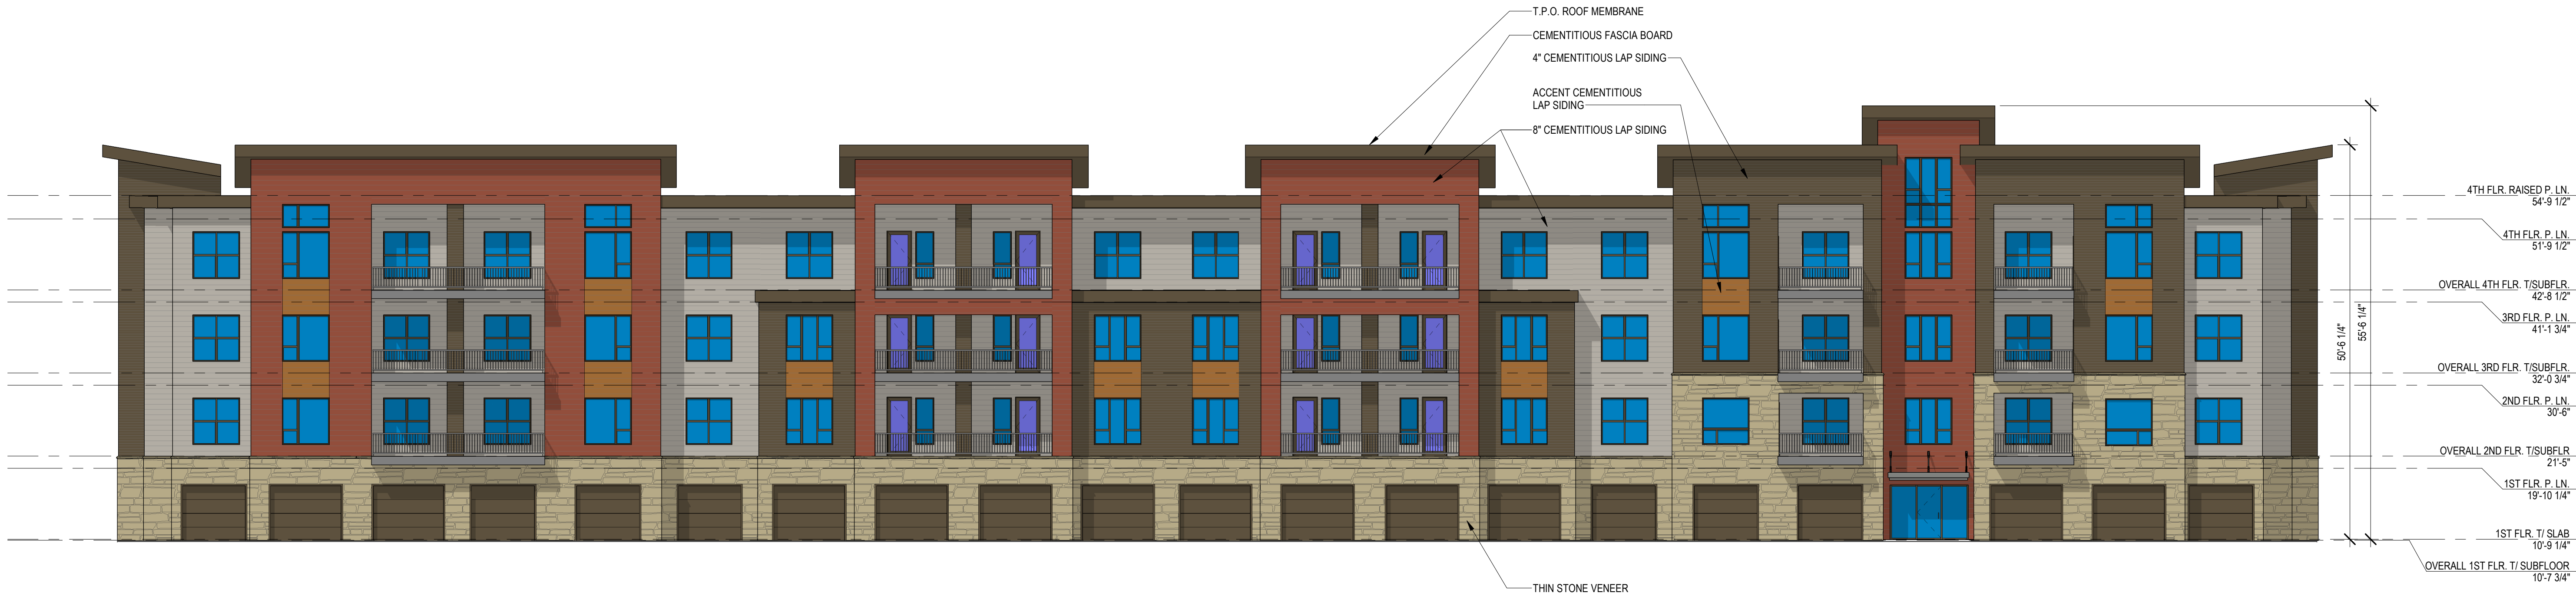 T.P.O. ROOF MEMBRANE
CEMENTITIOUS FASCIA BOARD
4" CEMENTITIOUS LAP SIDING
ACCENT CEMENTITIOUS
LAP SIDING
8" CEMENTITIOUS LAP SIDING
4TH FLR. RAISED P. LN.
54'-9 1/2"
4TH FLR. P. LN.
51'-9 1/2"
OVERALL 4TH FLR. T/SUBFLR.
42'-8 1/2"
3RD FLR. P. LN.
41'-1 3/4"
50'-6 1/4"
55'-6 1/4"
OVERALL 3RD FLR. T/SUBFLR.
32'-0 3/4"
2ND FLR. P. LN.
30'-6"
OVERALL 2ND FLR. T/SUBFLR
21'-5"
1ST FLR. P. LN.
19'-10 1/4"
1ST FLR. T/ SLAB
10'-9 1/4"
OVERALL 1ST FLR. T/ SUBFLOOR
10'-7 3/4"
THIN STONE VENEER